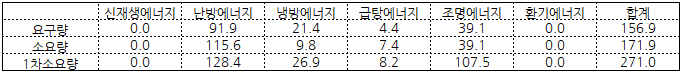 신재생에너지 난방에너지 냉방에너지 급탕에너지 조명에너지 환기에너지 합계
요구량 0.0 91.9 21.4 4.4 39.1 0.0 156.9
소요량 0.0 115.6 9.8 7.4 39.1 0.0 171.9
1차소요량 0.0 128.4 26.9 8.2 107.5 0.0 271.0